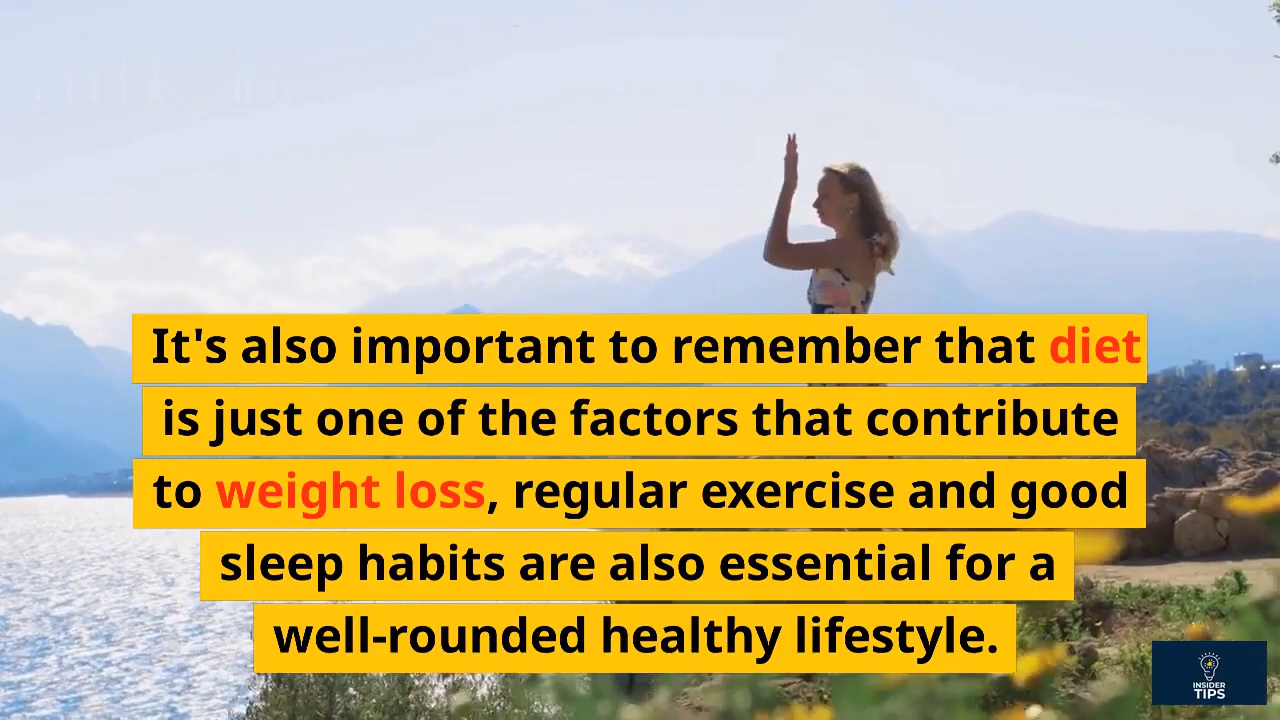 It's also important to remember that diet
is just one of the factors that contribute
to weight loss, regular exercise and good
sleep habits are also essential for a
well-rounded healthy lifestyle.
INSIDER
TIPS